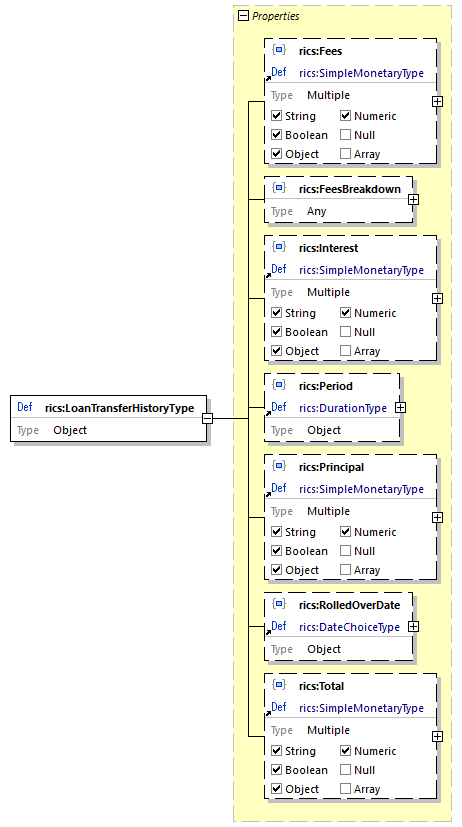 Properties
rics:Fees
Def rics:SimpleMonetaryType
Type Multiple
String Numeric
Boolean Null
Object Array
rics:FeesBreakdown
Type Any
rics:Interest
Def rics:SimpleMonetaryType
Type Multiple
String Numeric
Boolean Null
Object Array
rics:Period
Def rics:DurationType
Type Object
Def rics:LoanTransferHistoryType
Type Object
rics:Principal
Def rics:SimpleMonetaryType
Type Multiple
String Numeric
Boolean Null
Object Array
rics:RolledOverDate
Def rics:DateChoiceType
Type Object
rics:Total
Def rics:SimpleMonetaryType
Type Multiple
String Numeric
Boolean Null
Object Array